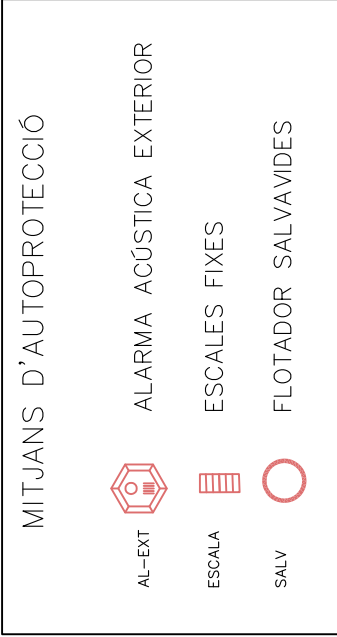 MITJANS D'AUTOPROTECCIÓ
AL-EXT ALARMA ACÚSTICA EXTERIOR
ESCALA ESCALES FIXES
SALV FLOTADOR SALVAVIDES